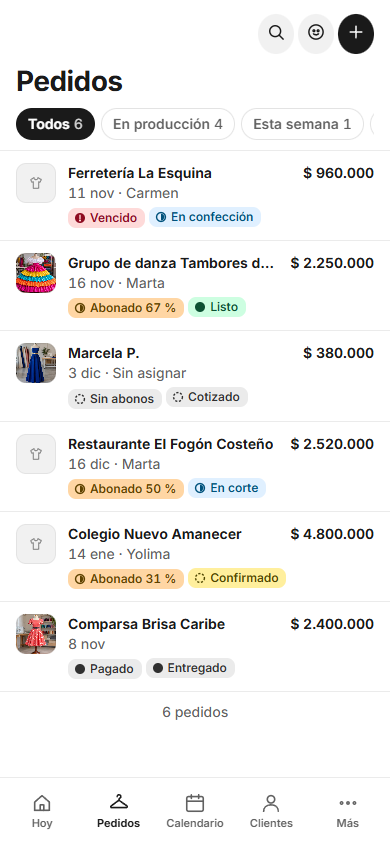 Pedidos
Todos 6
En producción 4
Esta semana 1
Ferretería La Esquina
$ 960.000
11 nov · Carmen
Vencido
En confección
Grupo de danza Tambores d...
$ 2.250.000
16 nov · Marta
Abonado 67 %
Listo
Marcela P.
$ 380.000
3 dic · Sin asignar
Sin abonos
Cotizado
Restaurante El Fogón Costeño
$ 2.520.000
16 dic · Marta
Abonado 50 %
En corte
Colegio Nuevo Amanecer
$ 4.800.000
14 ene · Yolima
Abonado 31 %
Confirmado
Comparsa Brisa Caribe
$ 2.400.000
8 nov
Pagado
Entregado
6 pedidos
Hoy
Pedidos
Calendario
Clientes
Más